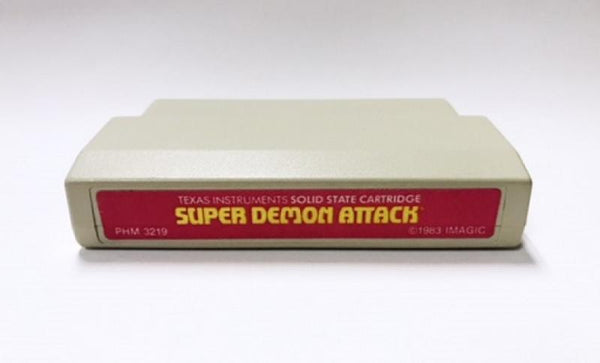 TEXAS INSTRUMENTS SOLID STATE CARTRIDGE
SUPER DEMON ATTACK
PHM 3219
©1983 IMAGIC